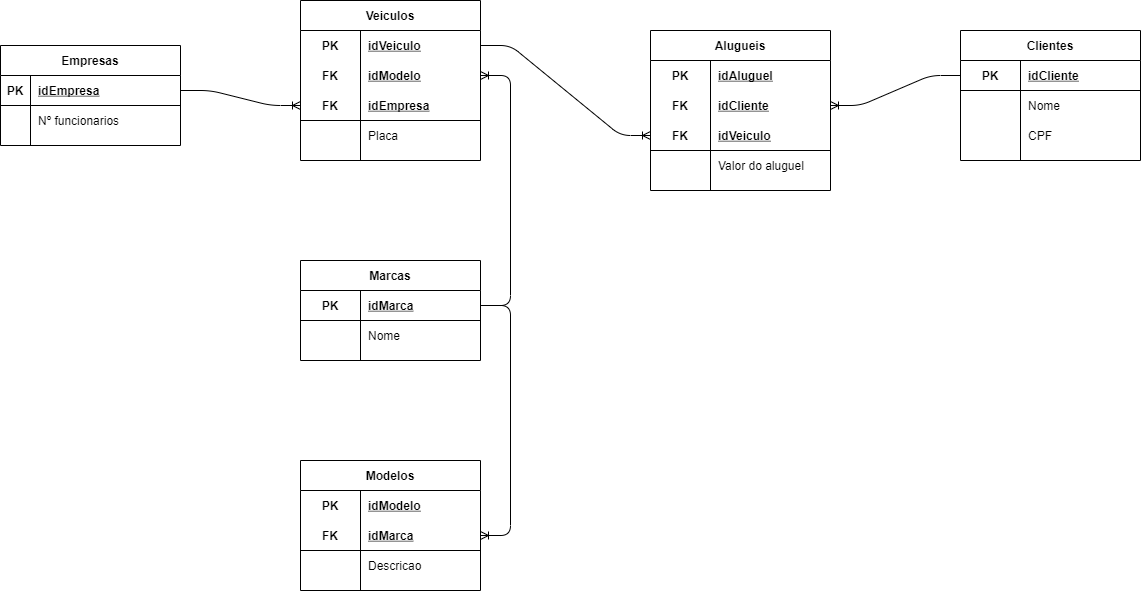 Empresas
PK idEmpresa
Nº funcionarios
Veiculos
PK idVeiculo
FK idModelo
FK idEmpresa
Placa
Alugueis
PK idAluguel
FK idCliente
FK idVeiculo
Valor do aluguel
Clientes
PK idCliente
Nome
CPF
Marcas
PK idMarca
Nome
Modelos
PK idModelo
FK idMarca
Descricao